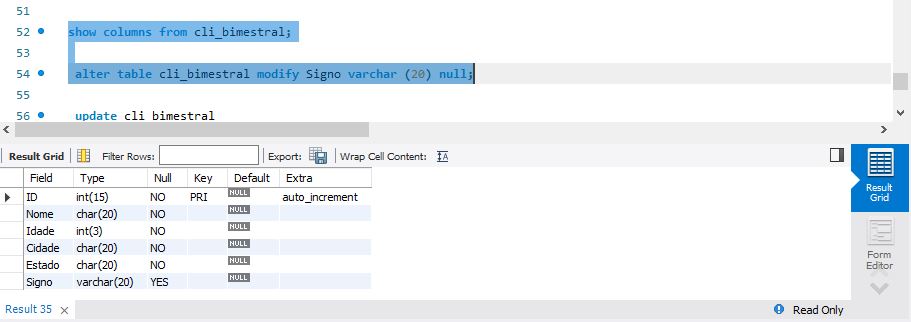 51
52 show columns from cli_bimestral;
53
54 alter table cli_bimestral modify Signo varchar (20) null;
55
56 update cli bimestral
Result Grid Filter Rows: Export: Wrap Cell Content: IA
Field Type Null Key Default Extra
ID int(15) NO PRI NULL auto_increment
Nome char(20) NO NULL
Idade int(3) NO NULL
Cidade char(20) NO NULL
Estado char(20) NO NULL
Signo varchar(20) YES NULL
Result
Grid
Form
Editor
Result 35 × Read Only